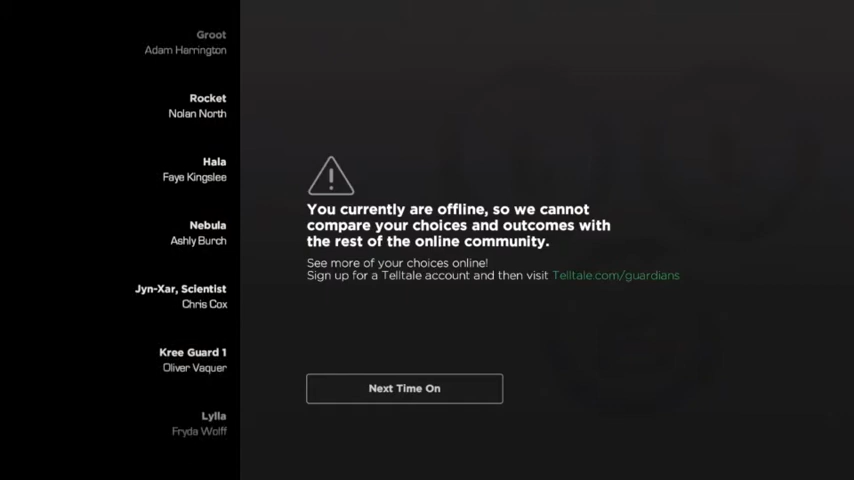 Groot
Adam Harrington
Rocket
Nolan North
Hala
Faye Kingslee
Nebula
Ashly Burch
Jyn-Xar, Scientist
Chris Cox
Kree Guard 1
Oliver Vaquer
Lylla
Fryda Wolff
You currently are offline, so we cannot
compare your choices and outcomes with
the rest of the online community.
See more of your choices online!
Sign up for a Telltale account and then visit Telltale.com/guardians
Next Time On